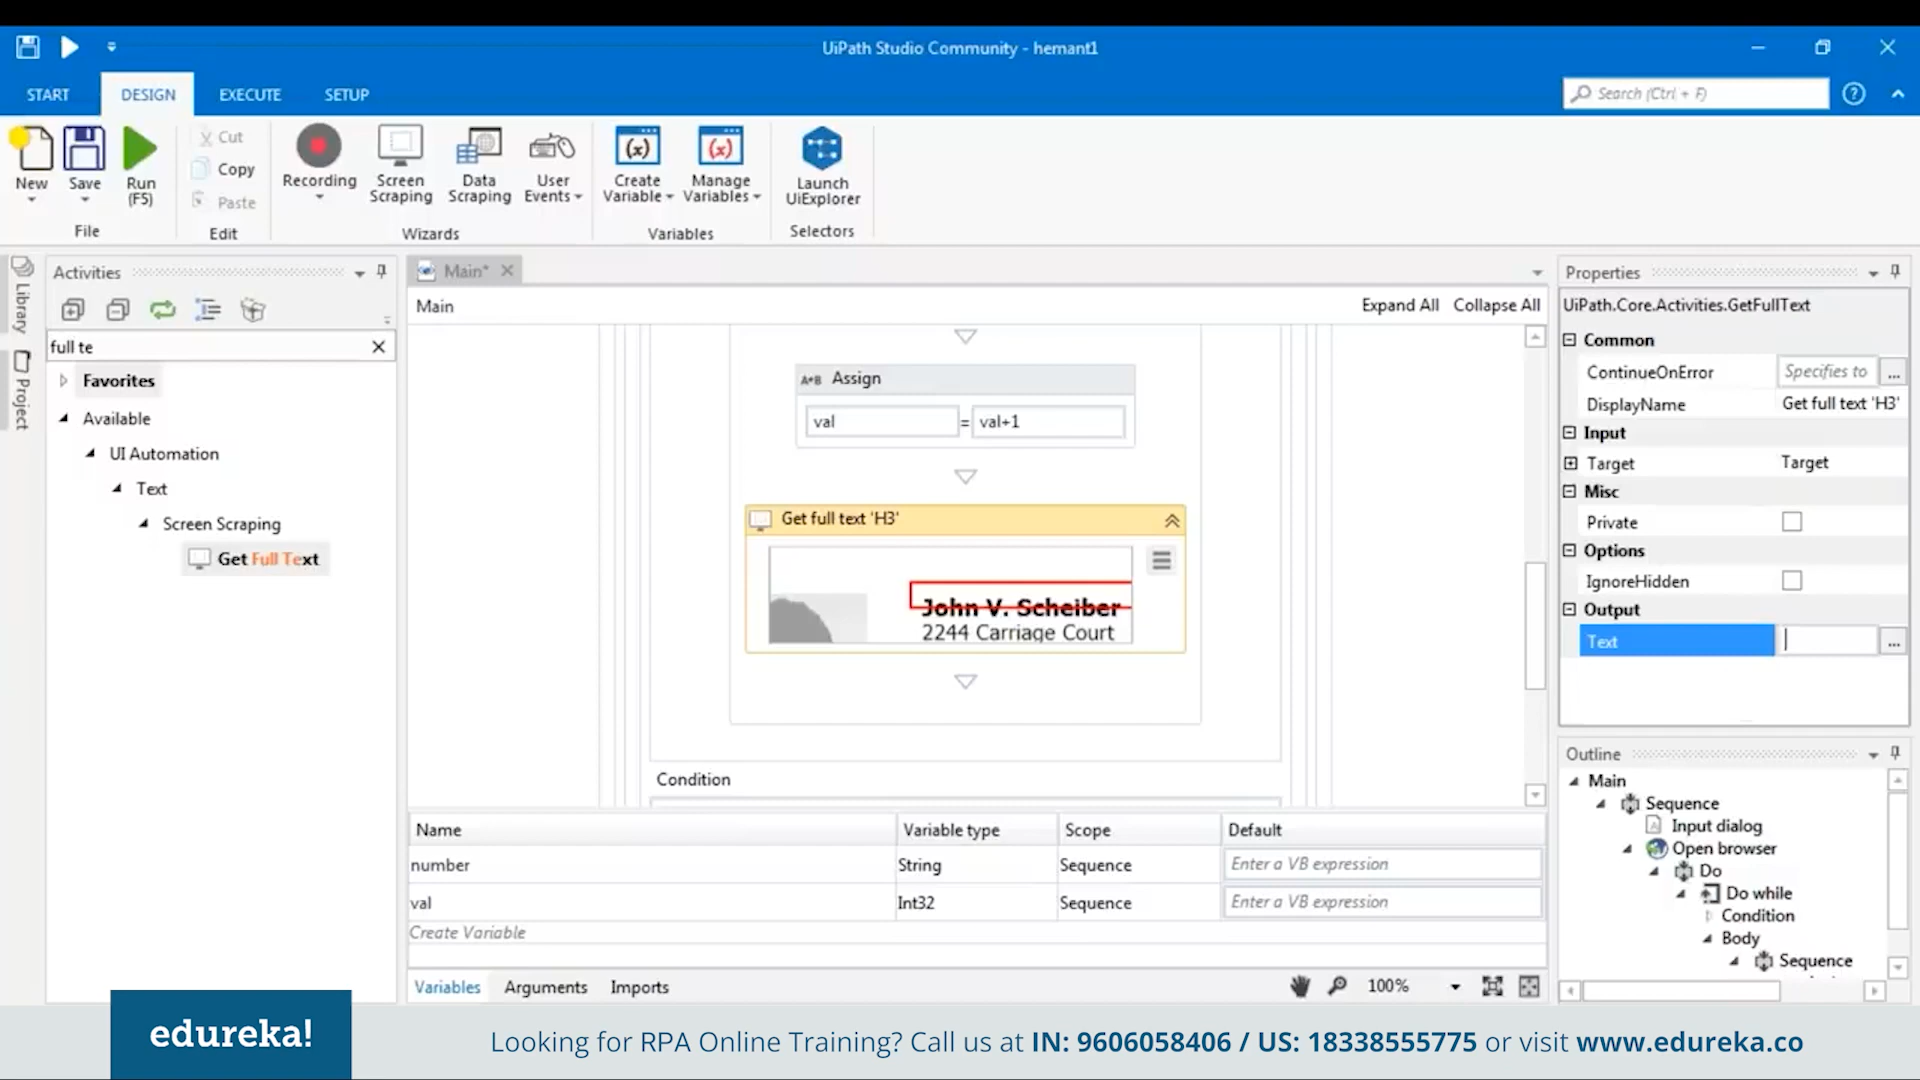 UiPath Studio Community - hemant1
START
DESIGN
EXECUTE
SETUP
Search (Ctrl + F)
New
Save
Run
(F5)
File
Cut
Copy
Paste
Edit
Recording
Screen
Scraping
Data
Scraping
User
Events
Wizards
Create
Variable
Manage
Variables
Variables
Launch
UiExplorer
Selectors
Library
Project
Activities
full te
Favorites
Available
UI Automation
Text
Screen Scraping
Get Full Text
Main*
Main
Expand All
Collapse All
A+B Assign
val
=
val+1
Get full text 'H3'
John V. Scheiber
2244 Carriage Court
Condition
Name
Variable type
Scope
Default
number
String
Sequence
Enter a VB expression
val
Int32
Sequence
Enter a VB expression
Create Variable
Variables
Arguments
Imports
100%
Properties
UiPath.Core.Activities.GetFullText
Common
ContinueOnError
Specifies to
...
DisplayName
Get full text 'H3'
Input
Target
Target
Misc
Private
Options
IgnoreHidden
Output
Text
...
Outline
Main
Sequence
Input dialog
Open browser
Do
Do while
Condition
Body
Sequence
edureka!
Looking for RPA Online Training? Call us at IN: 9606058406 / US: 18338555775 or visit www.edureka.co